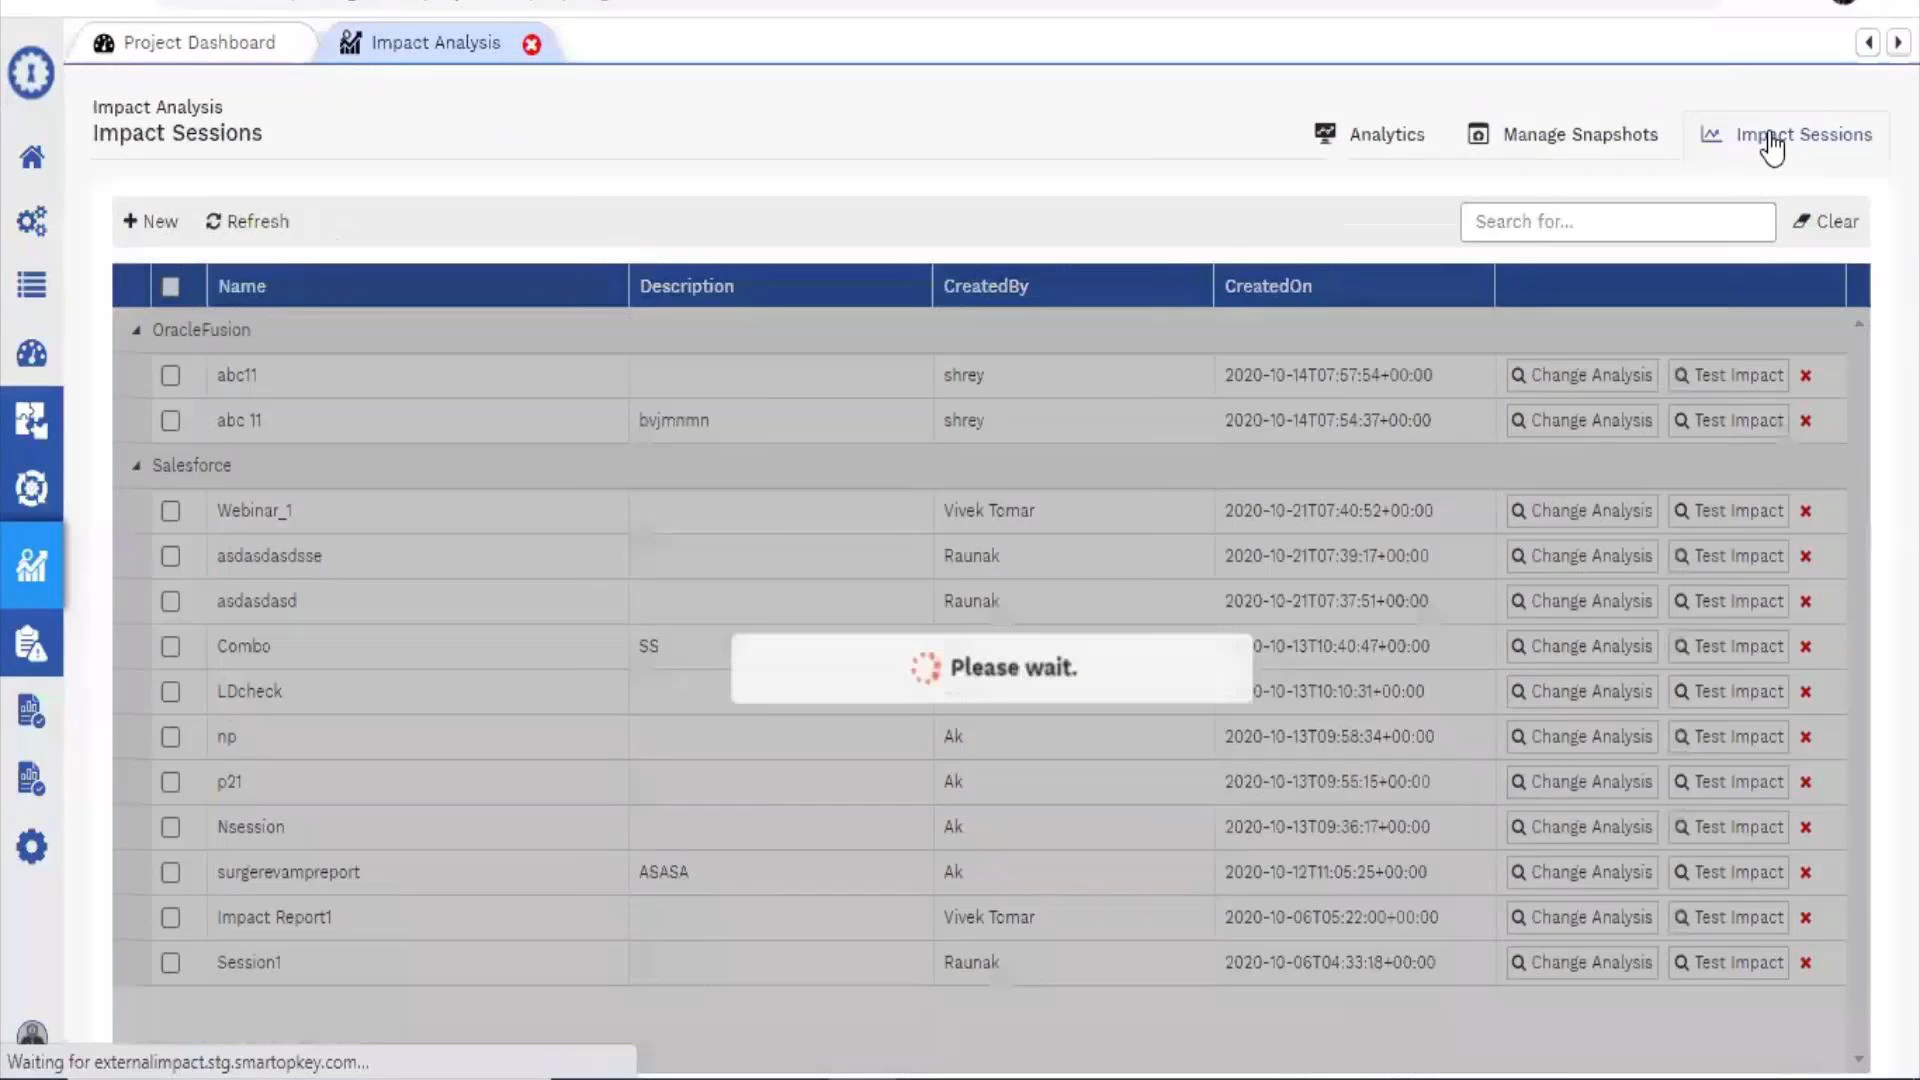 Project Dashboard
Impact Analysis
Impact Analysis
Impact Sessions
Analytics
Manage Snapshots
Impact Sessions
New
Refresh
Search for...
Clear
Name Description CreatedBy CreatedOn
OracleFusion
abc11 shrey 2020-10-14T07:57:54+00:00 Change Analysis Test Impact
abc 11 bvjmnmn shrey 2020-10-14T07:54:37+00:00 Change Analysis Test Impact
Salesforce
Webinar_1 Vivek Tomar 2020-10-21T07:40:52+00:00 Change Analysis Test Impact
asdasdasdsse Raunak 2020-10-21T07:39:17+00:00 Change Analysis Test Impact
asdasdasd Raunak 2020-10-21T07:37:51+00:00 Change Analysis Test Impact
Combo SS 0-13T10:40:47+00:00 Change Analysis Test Impact
Please wait.
LDcheck 0-13T10:10:31+00:00 Change Analysis Test Impact
np Ak 2020-10-13T09:58:34+00:00 Change Analysis Test Impact
p21 Ak 2020-10-13T09:55:15+00:00 Change Analysis Test Impact
Nsession Ak 2020-10-13T09:36:17+00:00 Change Analysis Test Impact
surgerevampreport ASASA Ak 2020-10-12T11:05:25+00:00 Change Analysis Test Impact
Impact Report1 Vivek Tomar 2020-10-06T05:22:00+00:00 Change Analysis Test Impact
Session1 Raunak 2020-10-06T04:33:18+00:00 Change Analysis Test Impact
Waiting for externalimpact.stg.smartopkey.com...